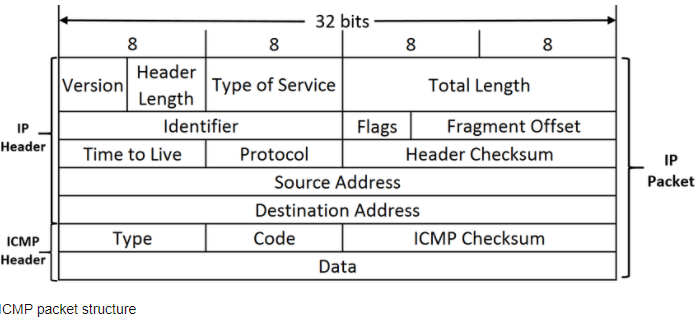 32 bits
8 8 8 8
Version Header Length Type of Service Total Length
IP Header
Identifier Flags Fragment Offset
Time to Live Protocol Header Checksum
IP Packet
Source Address
Destination Address
ICMP Header
Type Code ICMP Checksum
Data
ICMP packet structure